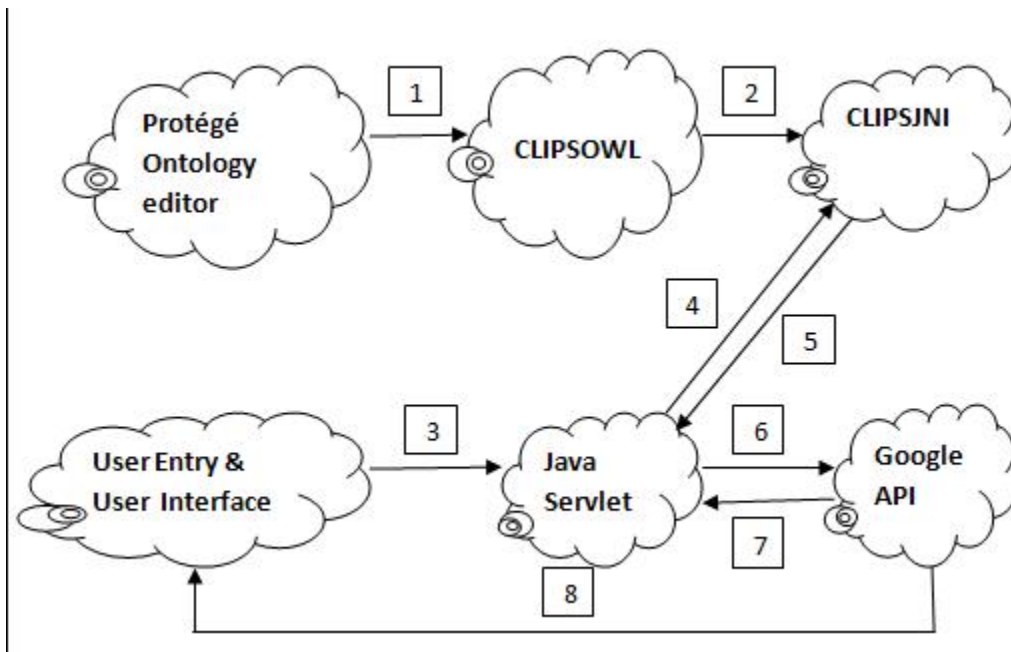 1
2
Protégé
Ontology
editor
CLIPSOWL
CLIPSJNI
4
5
3
6
User Entry &
User Interface
Java
Servlet
Google
API
7
8